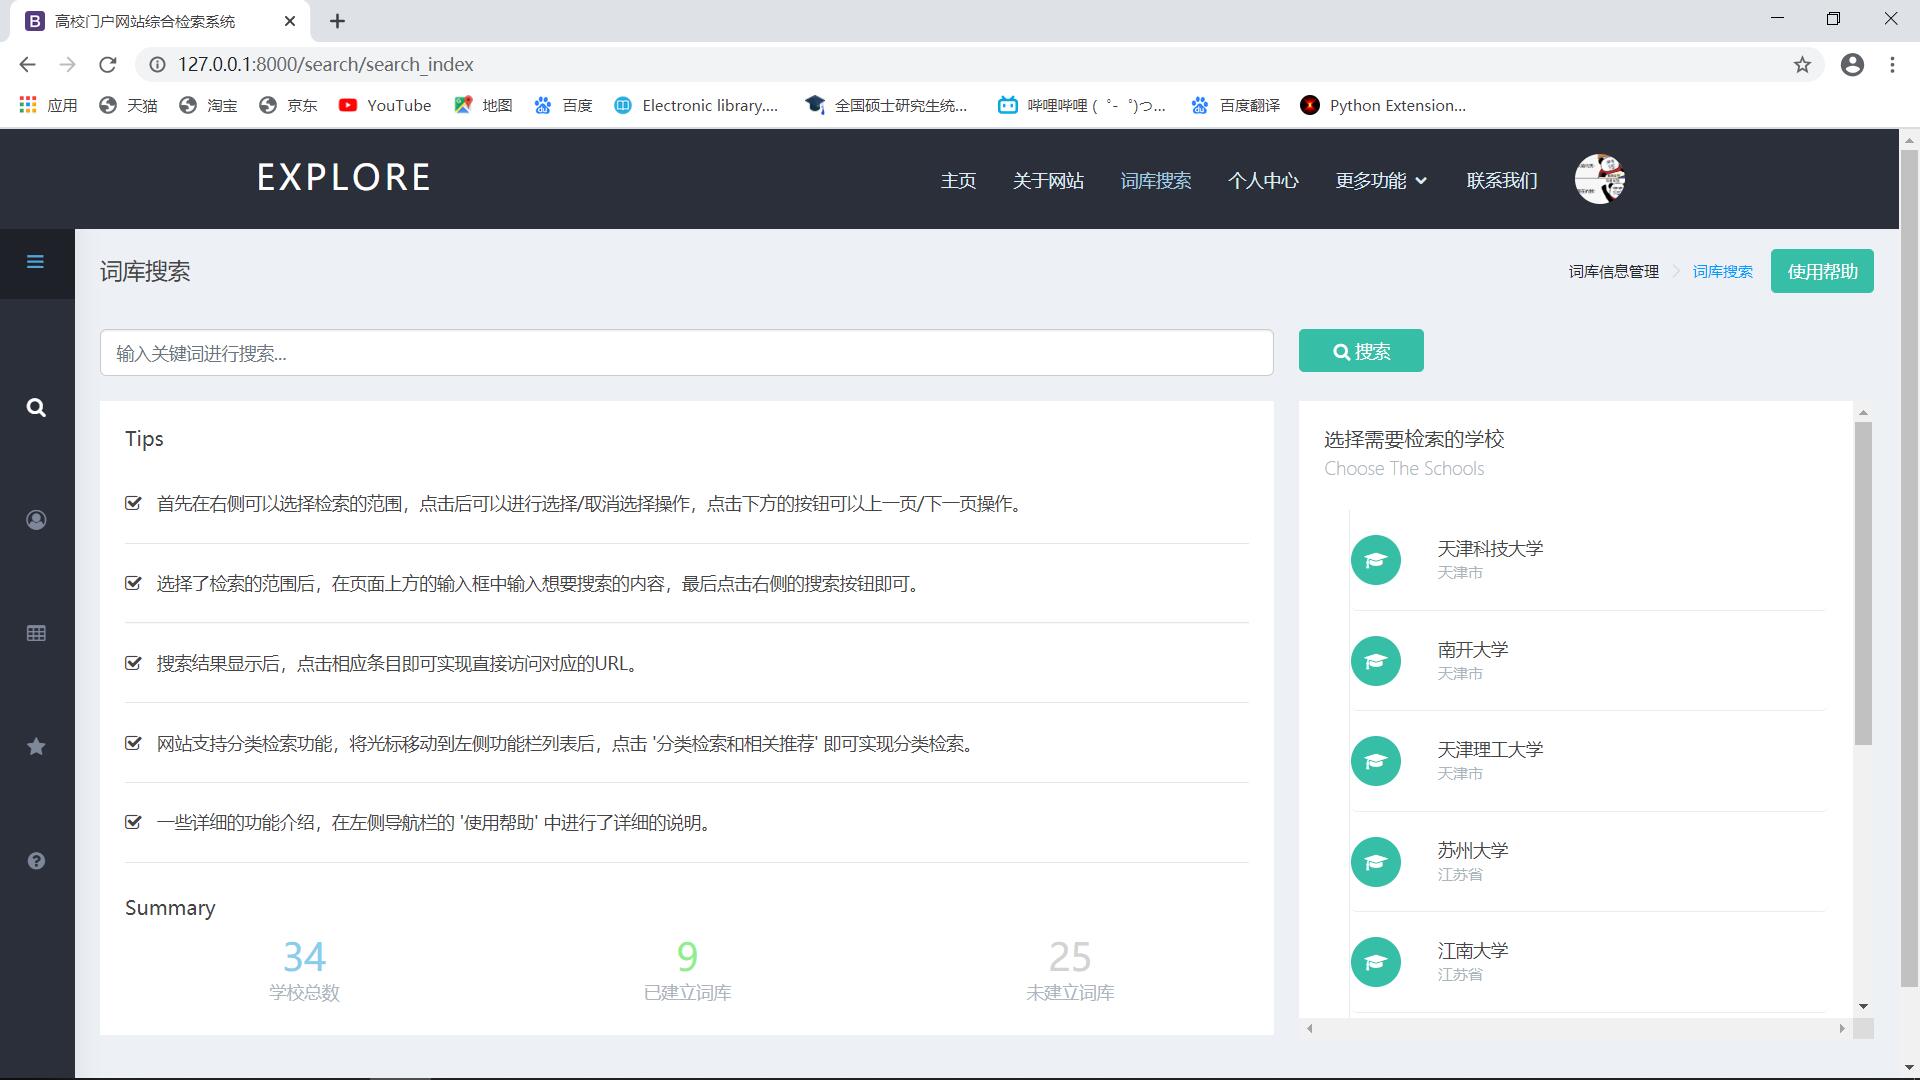 高校门户网站综合检索系统
127.0.0.1:8000/search/search_index
应用 天猫 淘宝 京东 YouTube 地图 百度 Electronic library.... 全国硕士研究生统... 哔哩哔哩 ( ゜- ゜)つ... 百度翻译 Python Extension...
EXPLORE 主页 关于网站 词库搜索 个人中心 更多功能 联系我们
词库搜索 词库信息管理 词库搜索 使用帮助
输入关键词进行搜索... 搜索
Tips
首先在右侧可以选择检索的范围，点击后可以进行选择/取消选择操作，点击下方的按钮可以上一页/下一页操作。
选择了检索的范围后，在页面上方的输入框中输入想要搜索的内容，最后点击右侧的搜索按钮即可。
搜索结果显示后，点击相应条目即可实现直接访问对应的URL。
网站支持分类检索功能，将光标移动到左侧功能栏列表后，点击 '分类检索和相关推荐' 即可实现分类检索。
一些详细的功能介绍，在左侧导航栏的 '使用帮助' 中进行了详细的说明。
Summary
34 9 25
学校总数 已建立词库 未建立词库
选择需要检索的学校
Choose The Schools
天津科技大学
天津市
南开大学
天津市
天津理工大学
天津市
苏州大学
江苏省
江南大学
江苏省